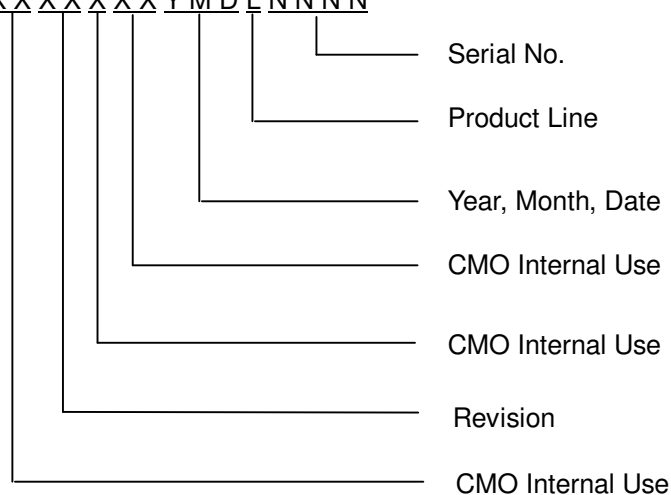 X X X X X X X Y M D L N N N N
Serial No.
Product Line
Year, Month, Date
CMO Internal Use
CMO Internal Use
Revision
CMO Internal Use